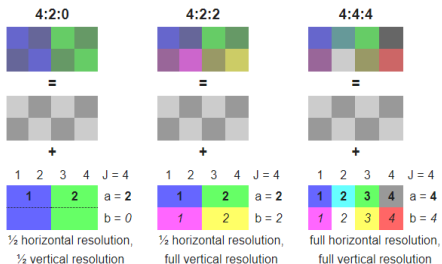 4:2:0 4:2:2 4:4:4
= = =
+ + +
1 2 3 4 J = 4 1 2 3 4 J = 4 1 2 3 4 J = 4
1 2 a = 2 1 2 a = 2 1 2 3 4 a = 4
b = 0 1 2 b = 2 1 2 3 4 b = 4
½ horizontal resolution, ½ horizontal resolution, full horizontal resolution,
½ vertical resolution full vertical resolution full vertical resolution